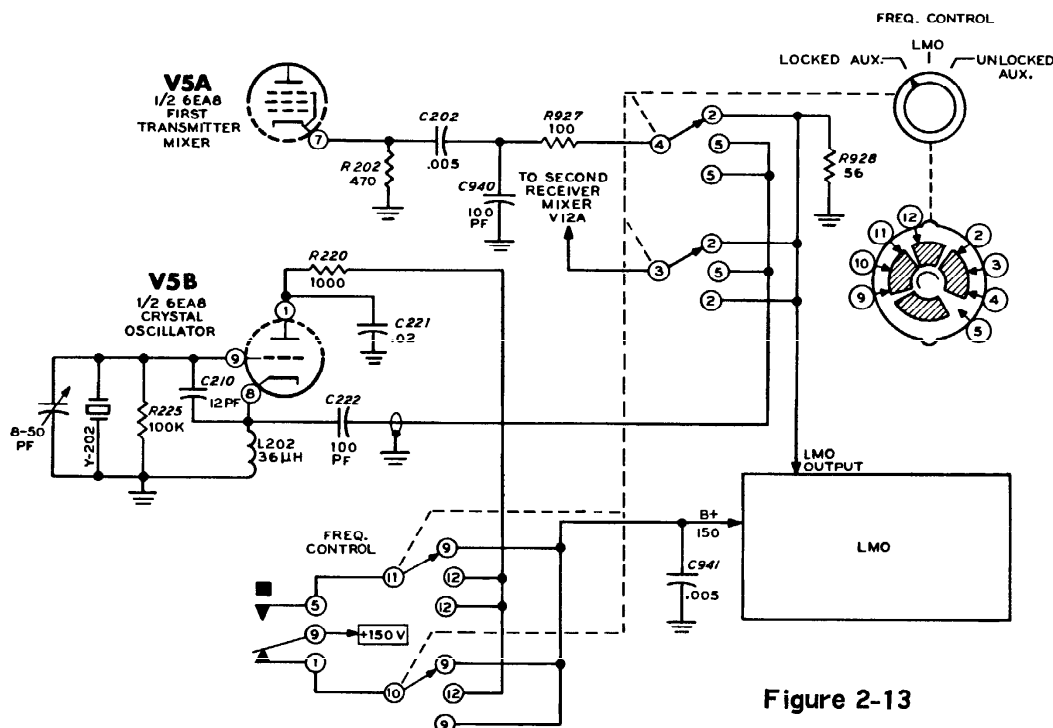 FREQ. CONTROL
LMO
LOCKED AUX.
UNLOCKED
AUX.
V5A
1/2 6EA8
FIRST
TRANSMITTER
MIXER
7
R202
470
C202
.005
C940
100
PF
R927
100
4
2
5
5
R928
56
TO SECOND
RECEIVER
MIXER
V12A
3
2
5
2
12
11
10
9
2
3
4
5
V5B
1/2 6EA8
CRYSTAL
OSCILLATOR
R220
1000
1
C221
.02
9
8
C210
12PF
8-50
PF
Y-202
R225
100K
L202
36µH
C222
100
PF
LMO
OUTPUT
B+
150
LMO
C941
.005
FREQ.
CONTROL
11
9
12
12
5
9
+150 V
1
10
9
12
9
Figure 2-13